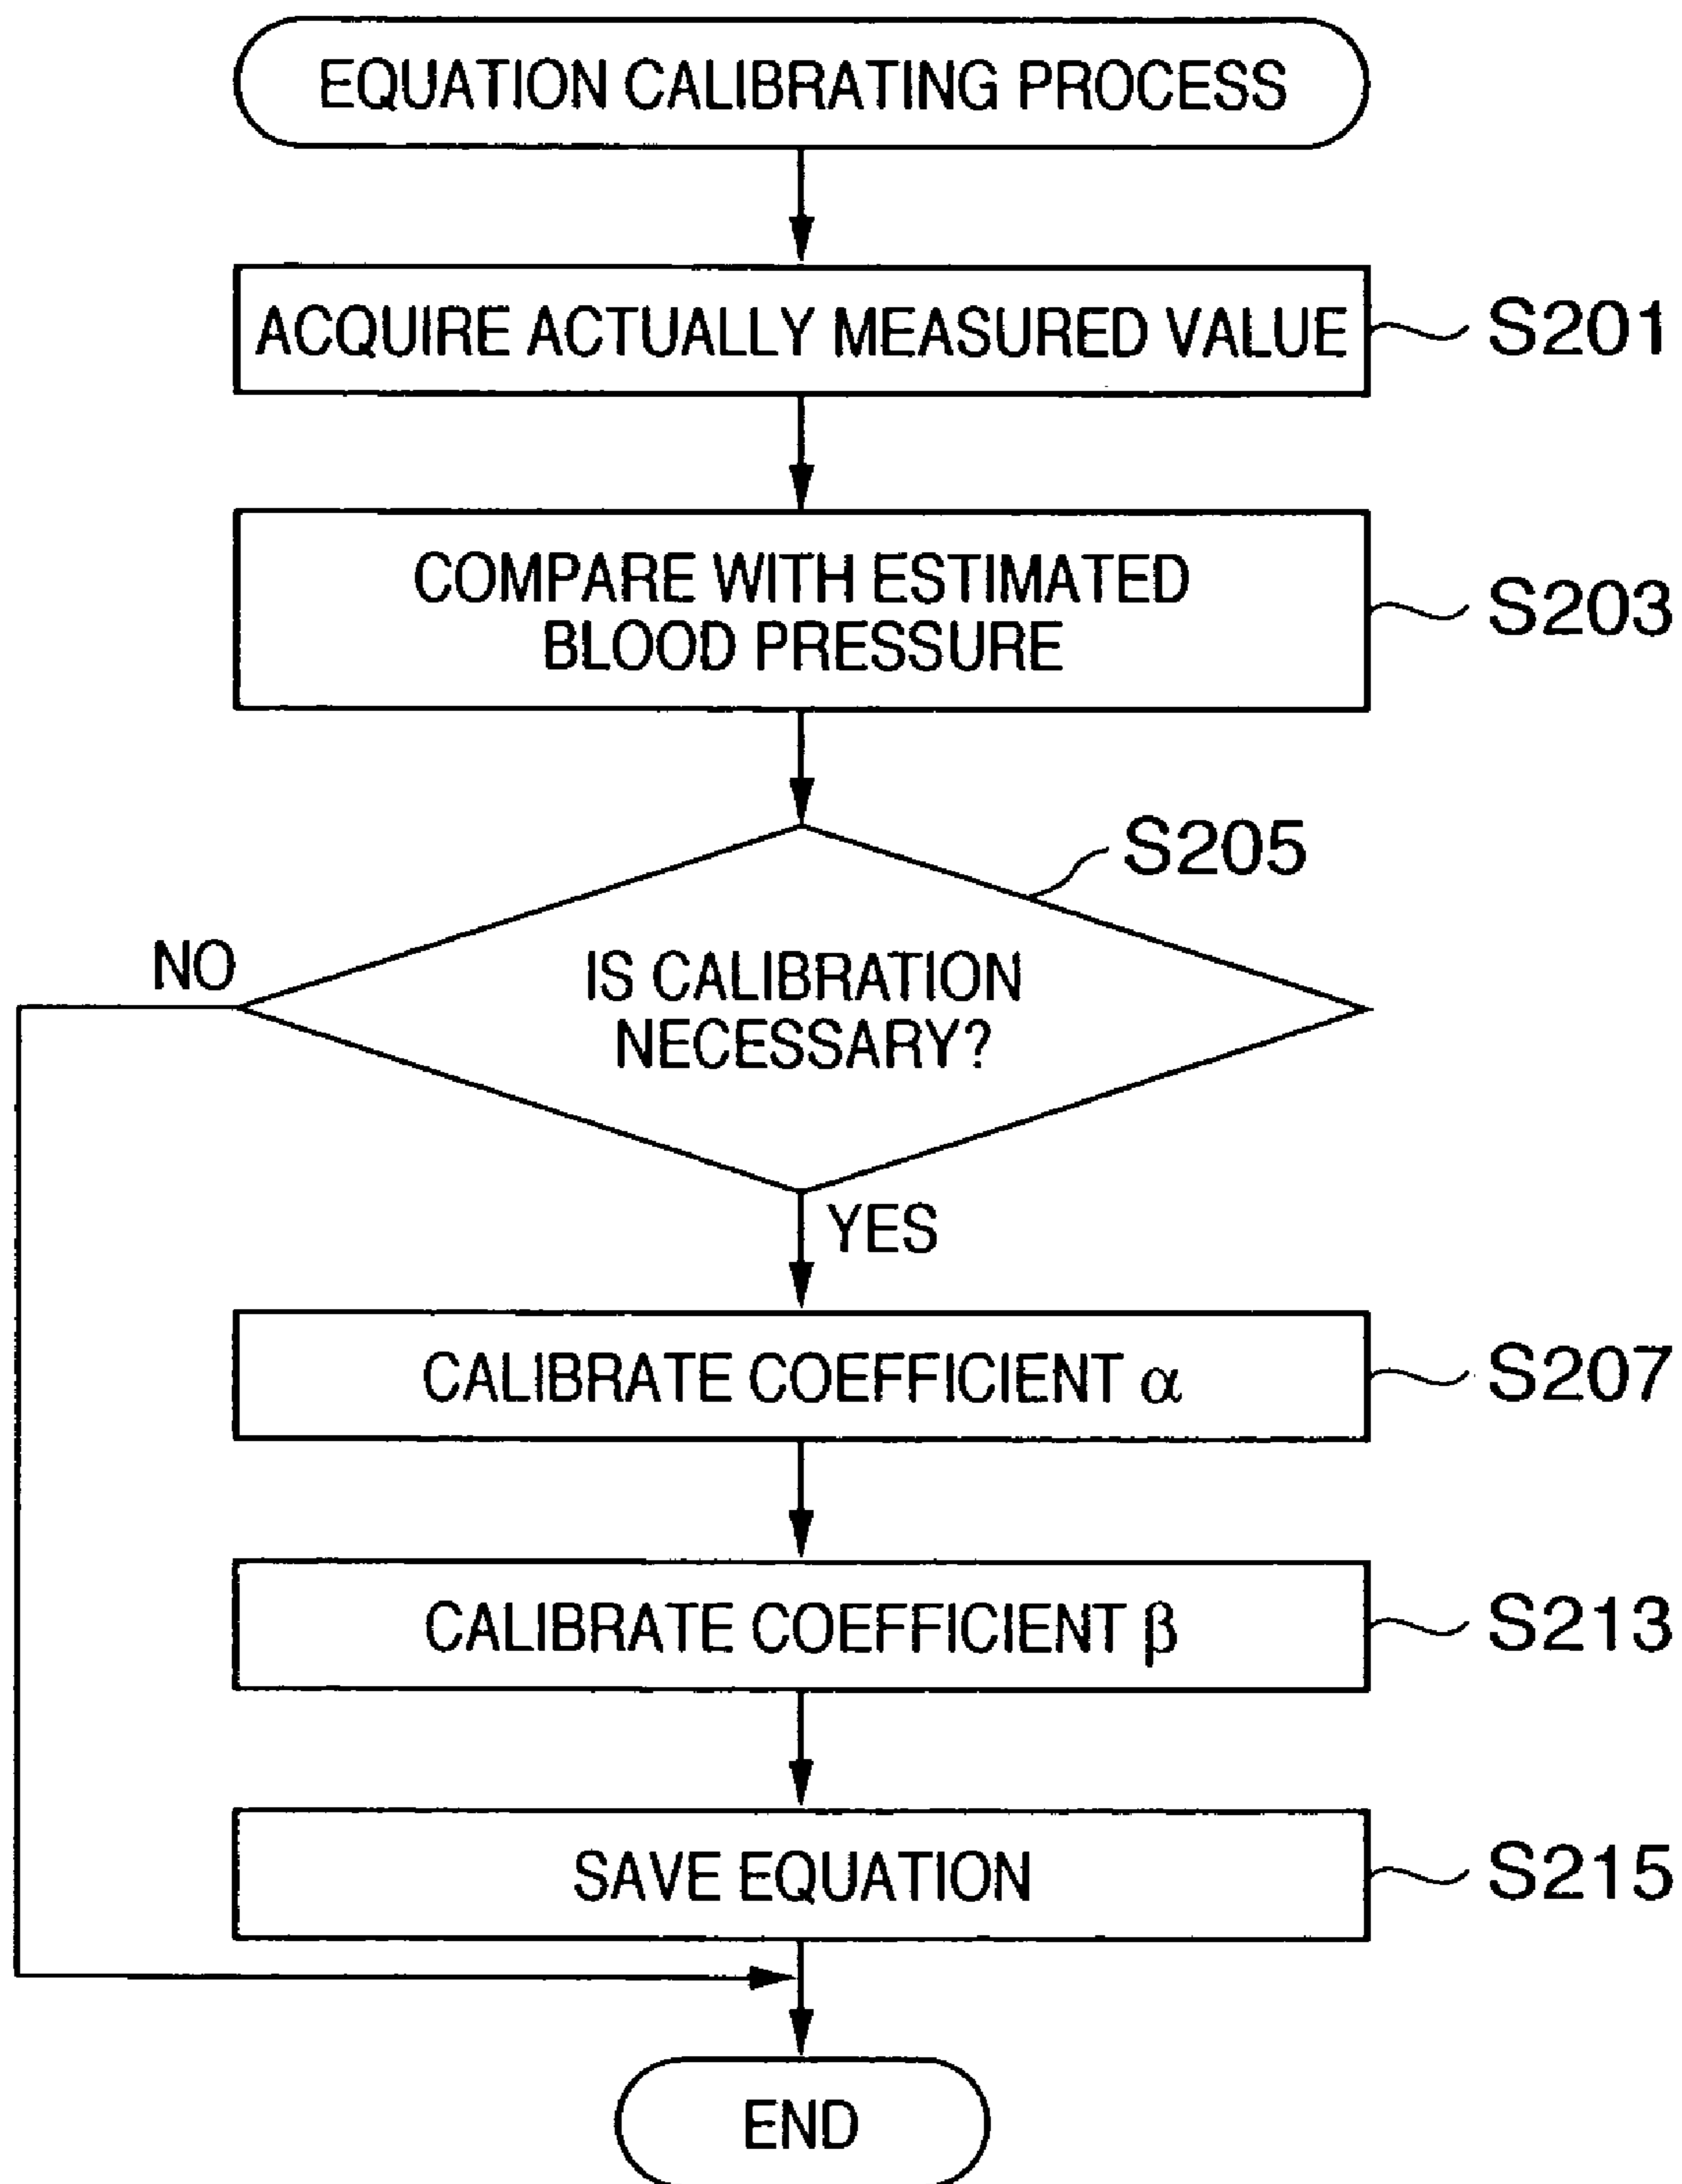 EQUATION CALIBRATING PROCESS
ACQUIRE ACTUALLY MEASURED VALUE
S201
COMPARE WITH ESTIMATED
BLOOD PRESSURE
S203
S205
NO
IS CALIBRATION
NECESSARY?
YES
CALIBRATE COEFFICIENT α
S207
CALIBRATE COEFFICIENT β
S213
SAVE EQUATION
S215
END